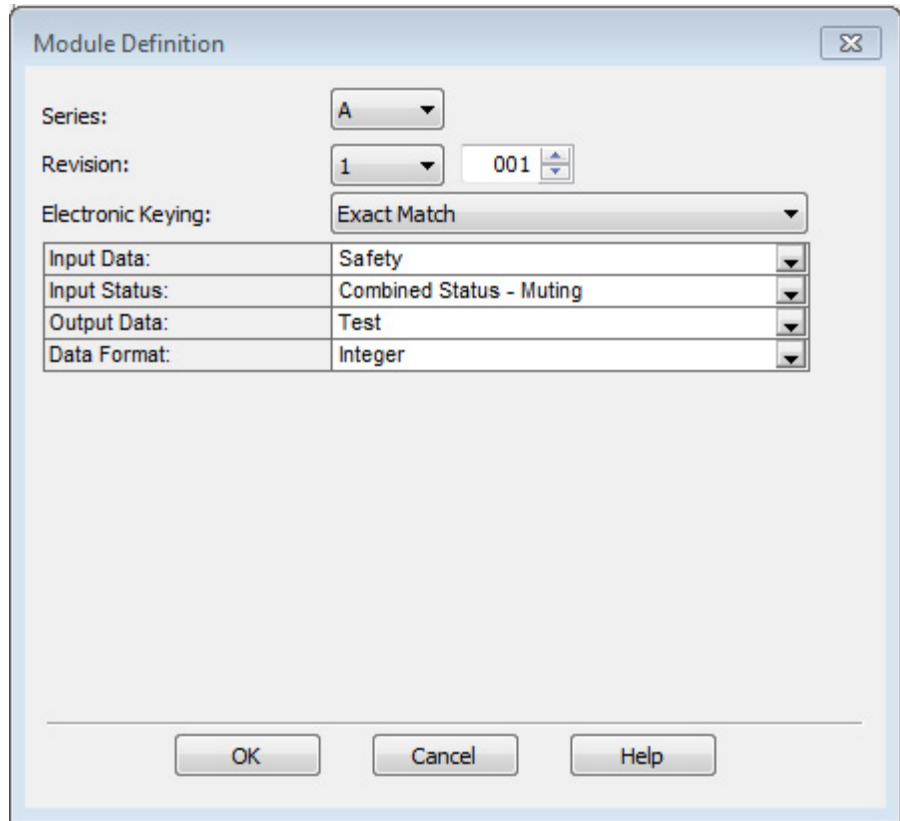 Module Definition
Series: A
Revision: 1 001
Electronic Keying: Exact Match
Input Data: Safety
Input Status: Combined Status - Muting
Output Data: Test
Data Format: Integer
OK Cancel Help